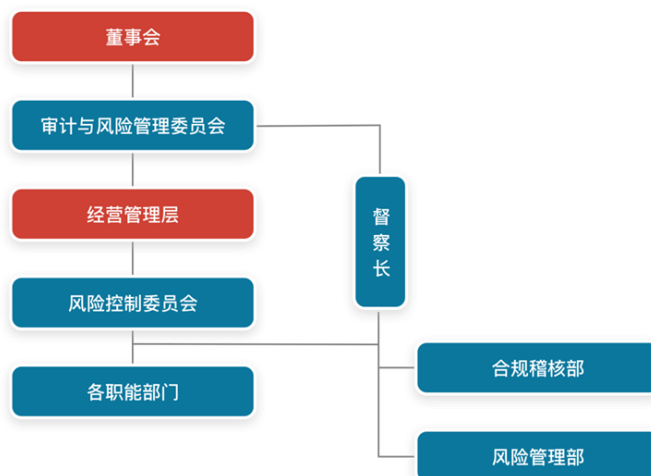 董事会
审计与风险管理委员会
经营管理层
督察长
风险控制委员会
各职能部门
合规稽核部
风险管理部